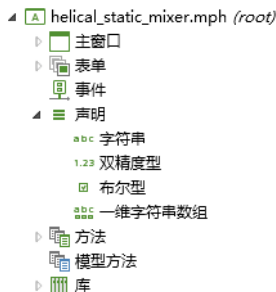 helical_static_mixer.mph (root)
主窗口
表单
事件
声明
abc 字符串
1.23 双精度型
布尔型
abc 一维字符串数组
方法
模型方法
库